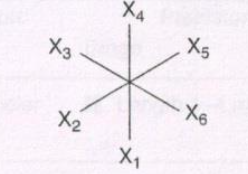 X₄
X₃ X₅
X₂ X₆
X₁